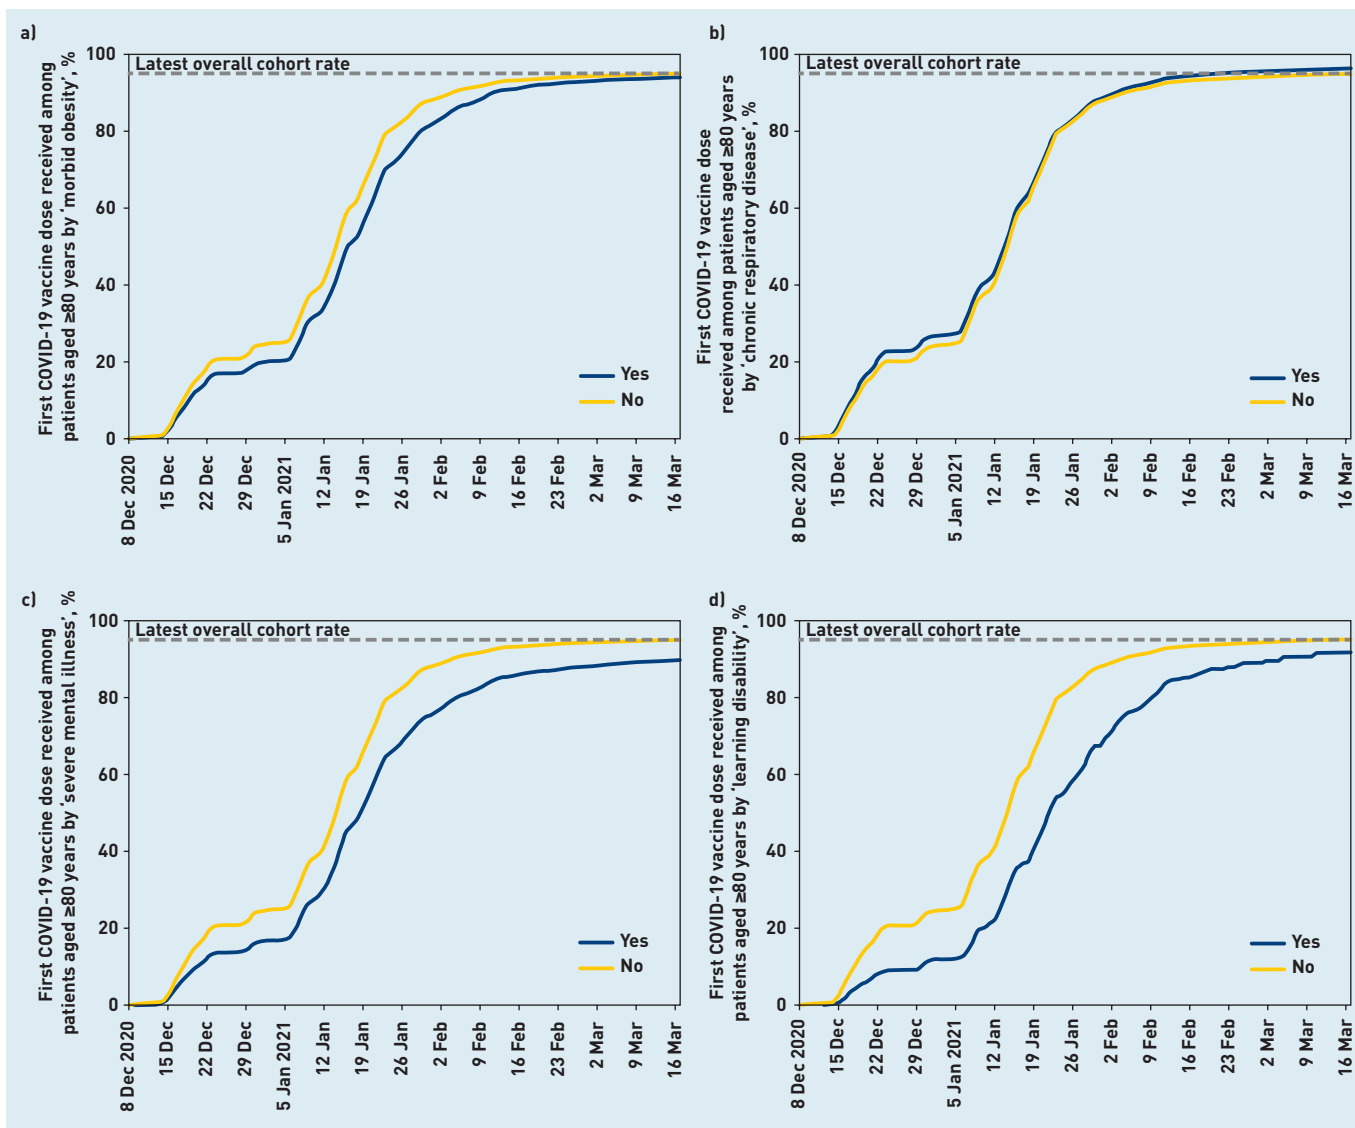 a)
First COVID-19 vaccine dose received among
patients aged ≥80 years by ‘morbid obesity’, %
100
80
60
40
20
0
Latest overall cohort rate
Yes
No
8 Dec 2020
15 Dec
22 Dec
29 Dec
5 Jan 2021
12 Jan
19 Jan
26 Jan
2 Feb
9 Feb
16 Feb
23 Feb
2 Mar
9 Mar
16 Mar
b)
First COVID-19 vaccine dose
received among patients aged ≥80 years
by ‘chronic respiratory disease’, %
100
80
60
40
20
0
Latest overall cohort rate
Yes
No
8 Dec 2020
15 Dec
22 Dec
29 Dec
5 Jan 2021
12 Jan
19 Jan
26 Jan
2 Feb
9 Feb
16 Feb
23 Feb
2 Mar
9 Mar
16 Mar
c)
First COVID-19 vaccine dose received among
patients aged ≥80 years by ‘severe mental illness’, %
100
80
60
40
20
0
Latest overall cohort rate
Yes
No
8 Dec 2020
15 Dec
22 Dec
29 Dec
5 Jan 2021
12 Jan
19 Jan
26 Jan
2 Feb
9 Feb
16 Feb
23 Feb
2 Mar
9 Mar
16 Mar
d)
First COVID-19 vaccine dose received among
patients aged ≥80 years by ‘learning disability’, %
100
80
60
40
20
0
Latest overall cohort rate
Yes
No
8 Dec 2020
15 Dec
22 Dec
29 Dec
5 Jan 2021
12 Jan
19 Jan
26 Jan
2 Feb
9 Feb
16 Feb
23 Feb
2 Mar
9 Mar
16 Mar